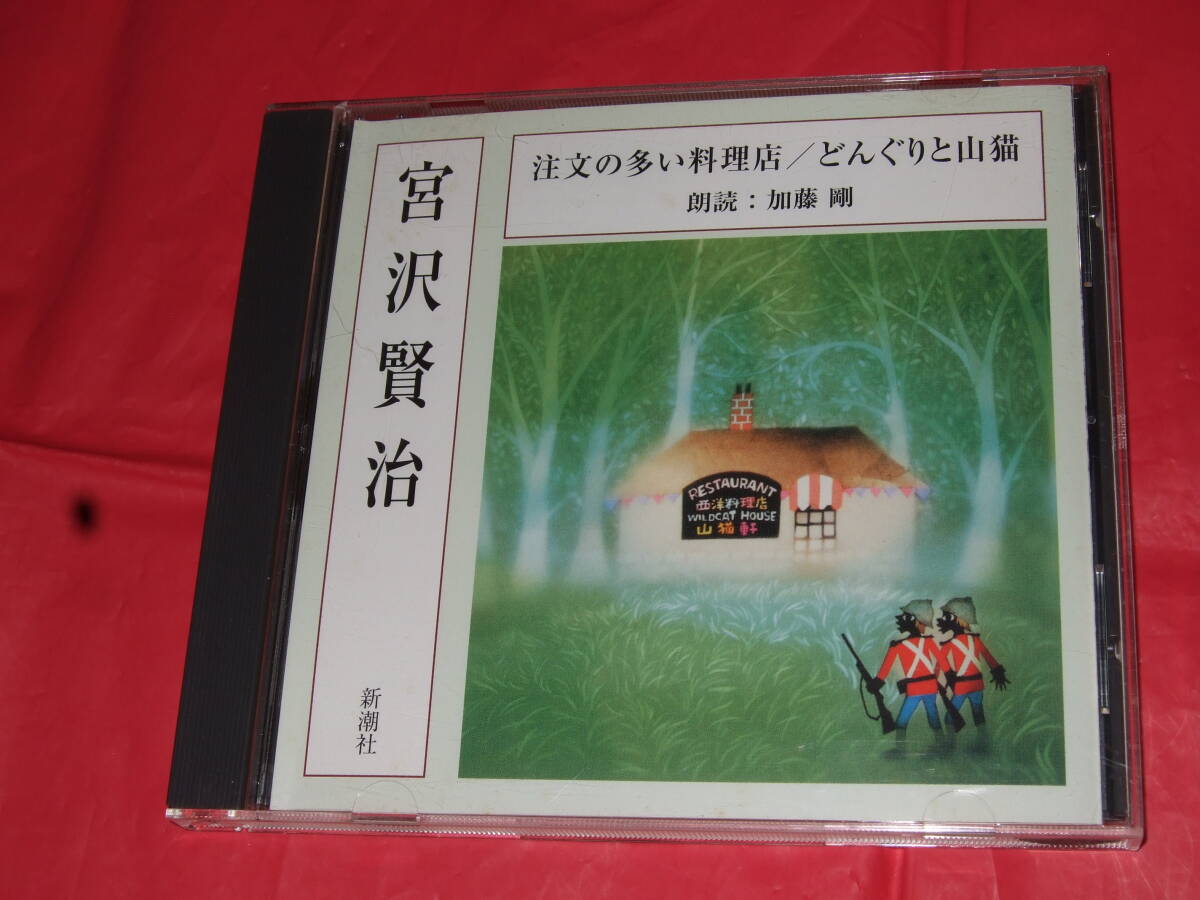 注文の多い料理店／どんぐりと山猫
朗読：加藤 剛
宮沢賢治
新潮社
RESTAURANT
西洋料理店
WILDCAT HOUSE
山猫軒